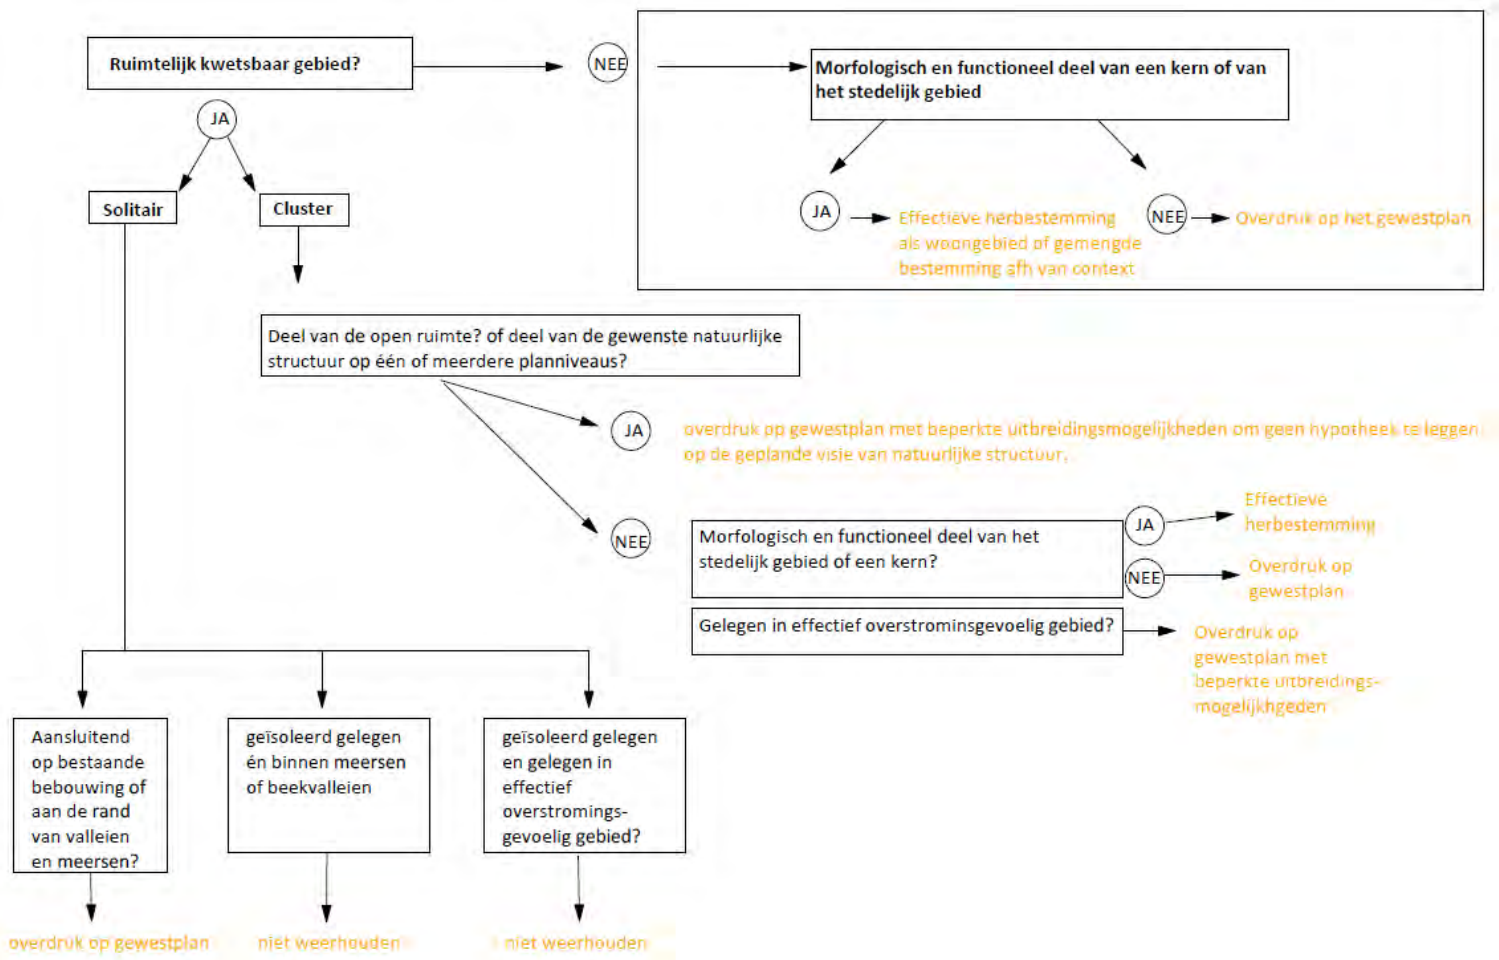 Ruimtelijk kwetsbaar gebied?
NEE
Morfologisch en functioneel deel van een kern of van
het stedelijk gebied
JA
JA
Effectieve herbestemming
als woongebied of gemengde
bestemming afh van context
NEE
Overdruk op het gewestplan
Solitair
Cluster
Deel van de open ruimte? of deel van de gewenste natuurlijke
structuur op één of meerdere planniveaus?
JA
overdruk op gewestplan met beperkte uitbreidingsmogelijkheden om geen hypotheek te leggen
op de geplande visie van natuurlijke structuur.
NEE
Morfologisch en functioneel deel van het
stedelijk gebied of een kern?
JA
Effectieve
herbestemming
NEE
Overdruk op
gewestplan
Gelegen in effectief overstrominsgevoelig gebied?
Overdruk op
gewestplan met
beperkte uitbreidings-
mogelijkhgeden
Aansluitend
op bestaande
bebouwing of
aan de rand
van valleien
en meersen?
geïsoleerd gelegen
én binnen meersen
of beekvalleien
geïsoleerd gelegen
en gelegen in
effectief
overstromings-
gevoelig gebied?
overdruk op gewestplan
niet weerhouden
niet weerhouden